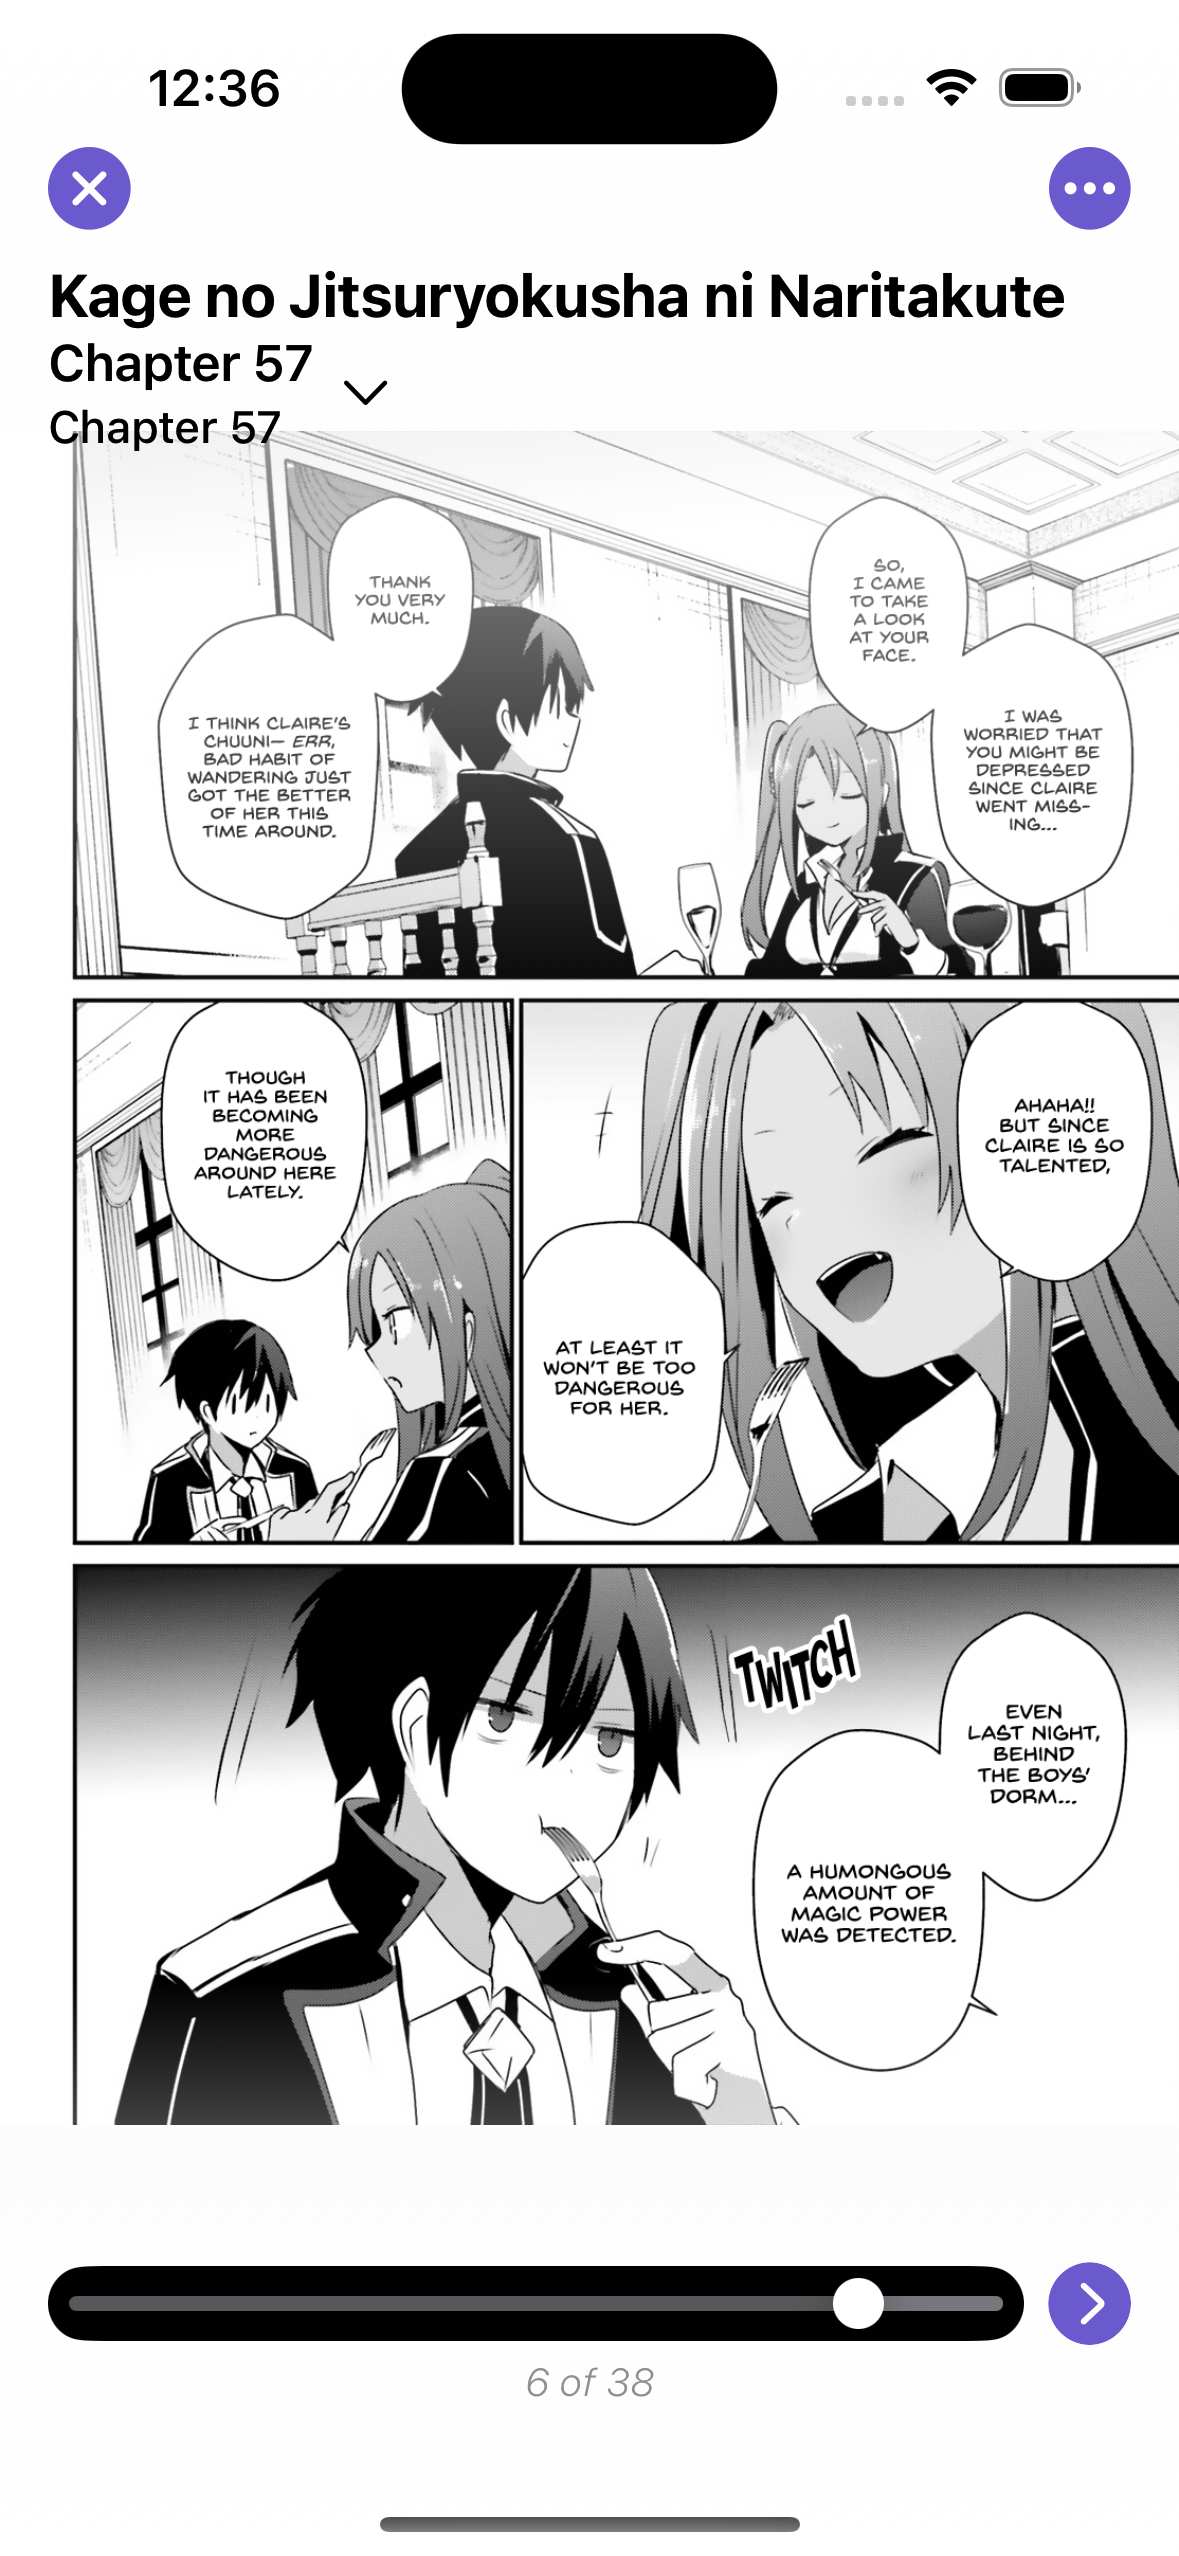 12:36
Kage no Jitsuryokusha ni Naritakute
Chapter 57
Chapter 57
SO,
I CAME
TO TAKE
A LOOK
AT YOUR
FACE.
I WAS
WORRIED THAT
YOU MIGHT BE
DEPRESSED
SINCE CLAIRE
WENT MISS-
ING...
THANK
YOU VERY
MUCH.
I THINK CLAIRE'S
CHUUNI— ERR,
BAD HABIT OF
WANDERING JUST
GOT THE BETTER
OF HER THIS
TIME AROUND.
AHAHA!!
BUT SINCE
CLAIRE IS SO
TALENTED,
AT LEAST IT
WON'T BE TOO
DANGEROUS
FOR HER.
THOUGH
IT HAS BEEN
BECOMING
MORE
DANGEROUS
AROUND HERE
LATELY.
EVEN
LAST NIGHT,
BEHIND
THE BOYS'
DORM...
A HUMONGOUS
AMOUNT OF
MAGIC POWER
WAS DETECTED.
TWITCH
6 of 38